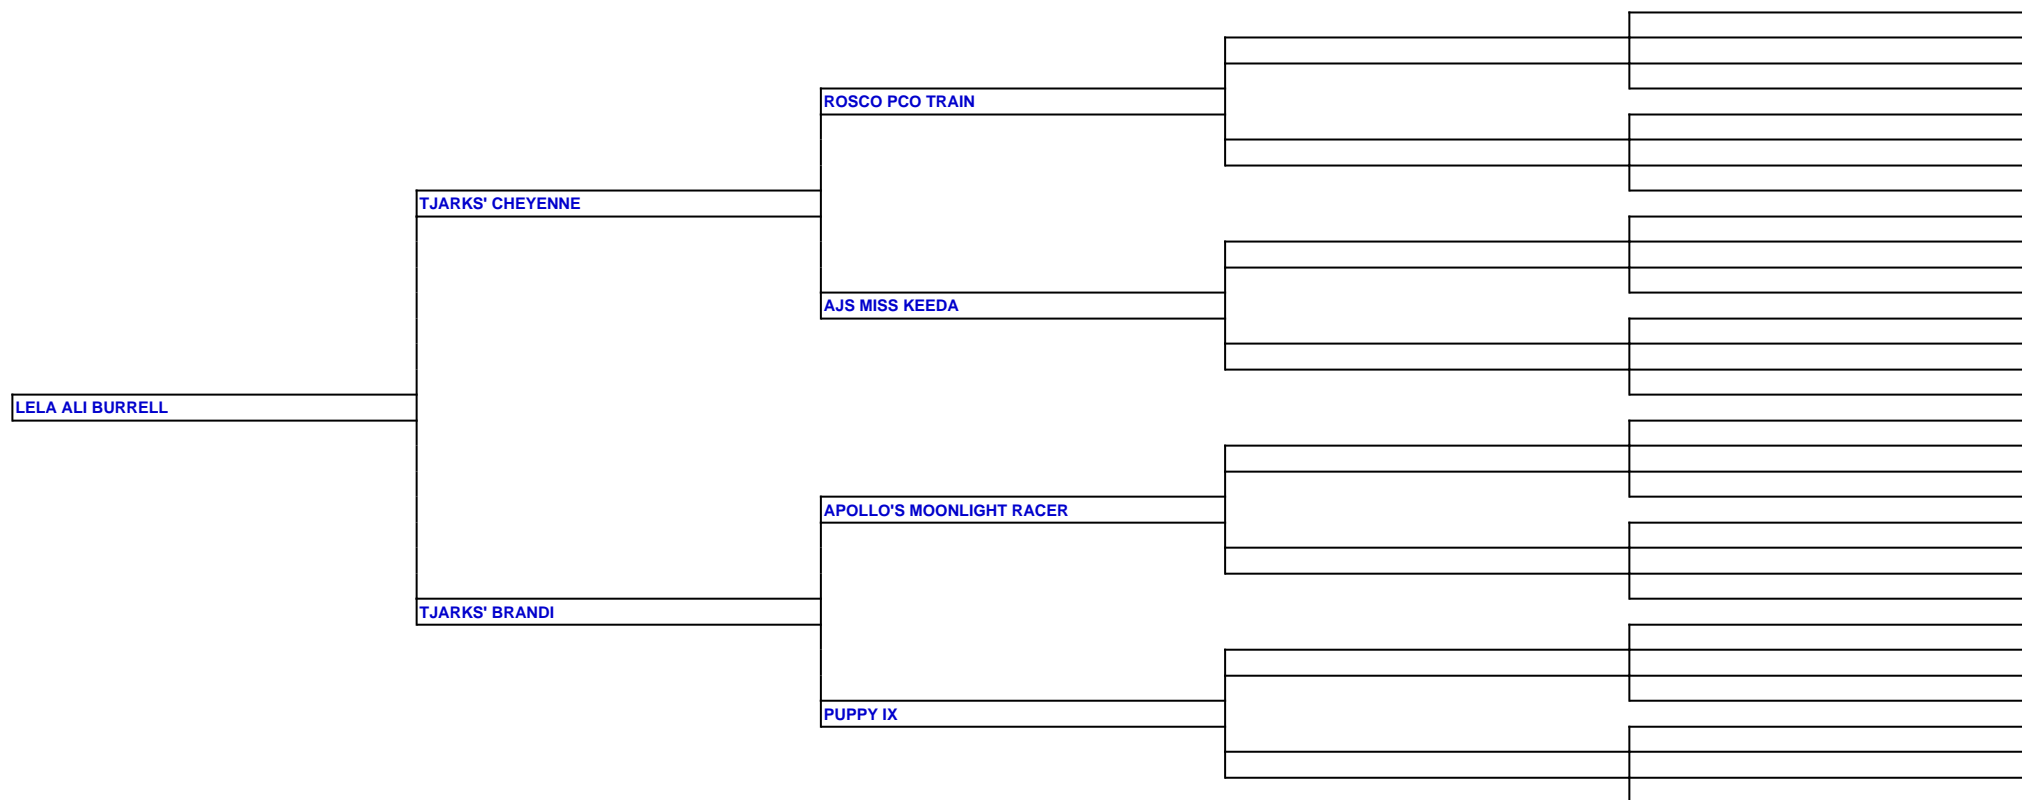 ROSCO PCO TRAIN
TJARKS' CHEYENNE
AJS MISS KEEDA
LELA ALI BURRELL
APOLLO'S MOONLIGHT RACER
TJARKS' BRANDI
PUPPY IX